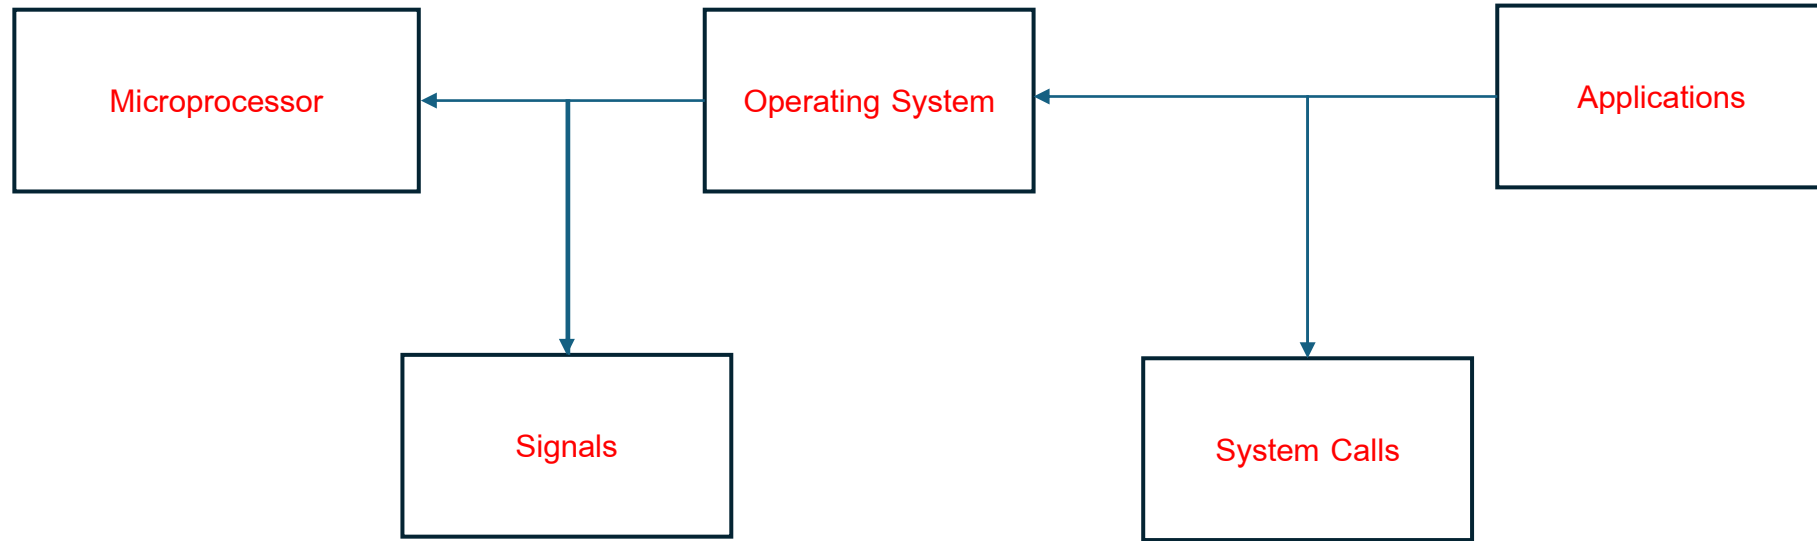 Microprocessor
Operating System
Applications
Signals
System Calls